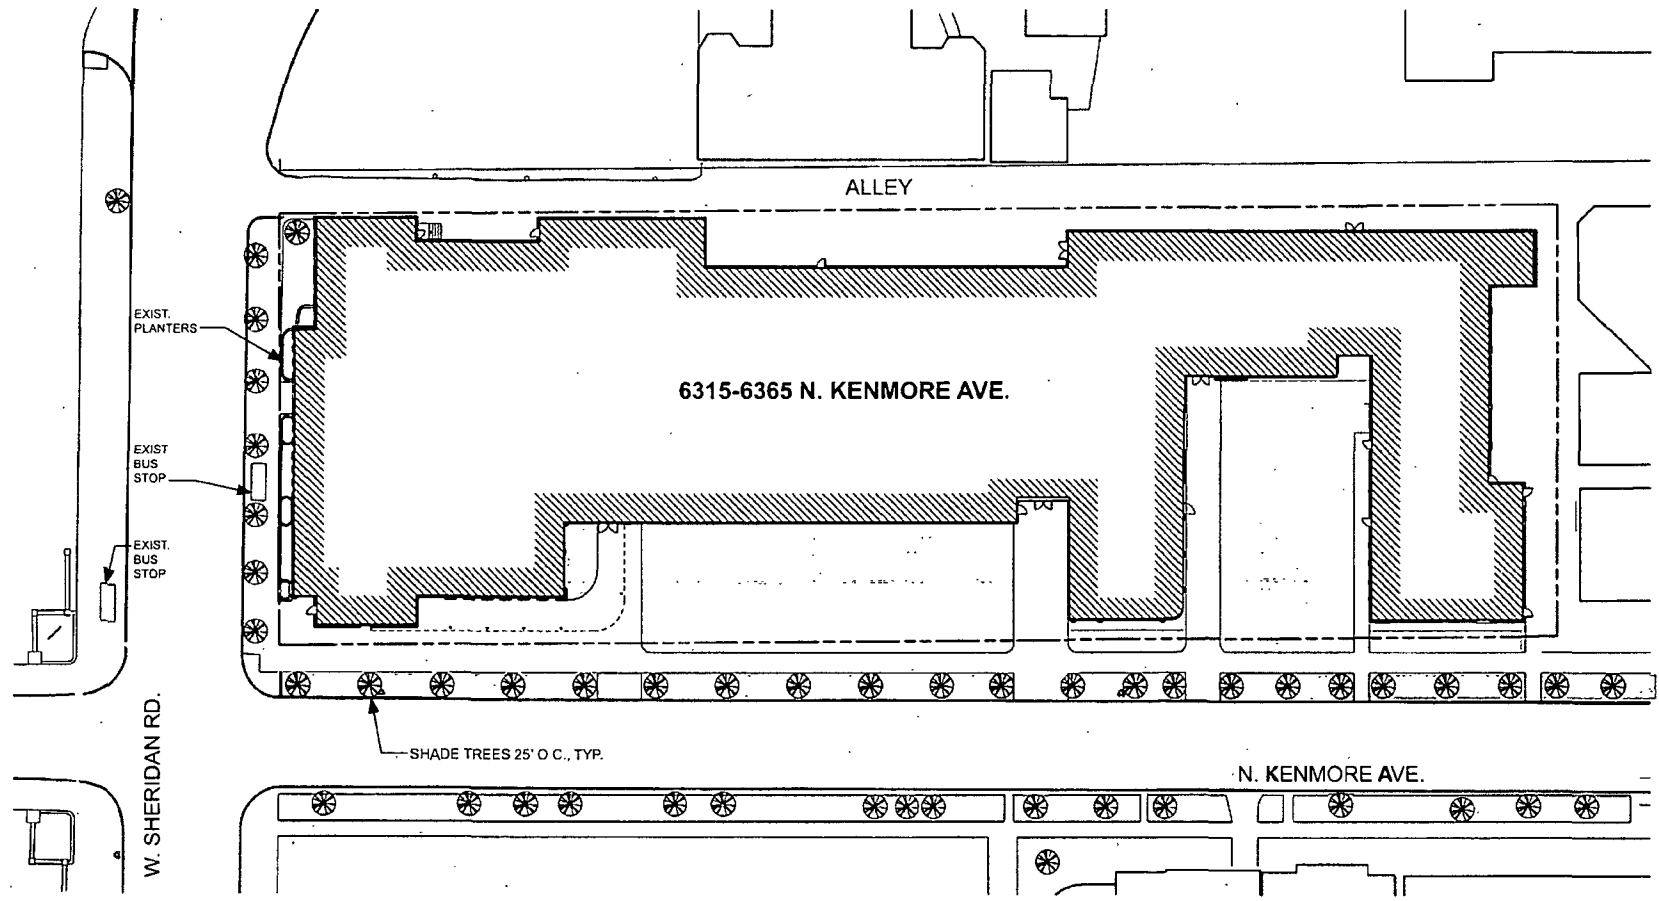 ALLEY
EXIST.
PLANTERS
6315-6365 N. KENMORE AVE.
EXIST
BUS
STOP
EXIST.
BUS
STOP
W. SHERIDAN RD.
SHADE TREES 25' O C., TYP.
N. KENMORE AVE.